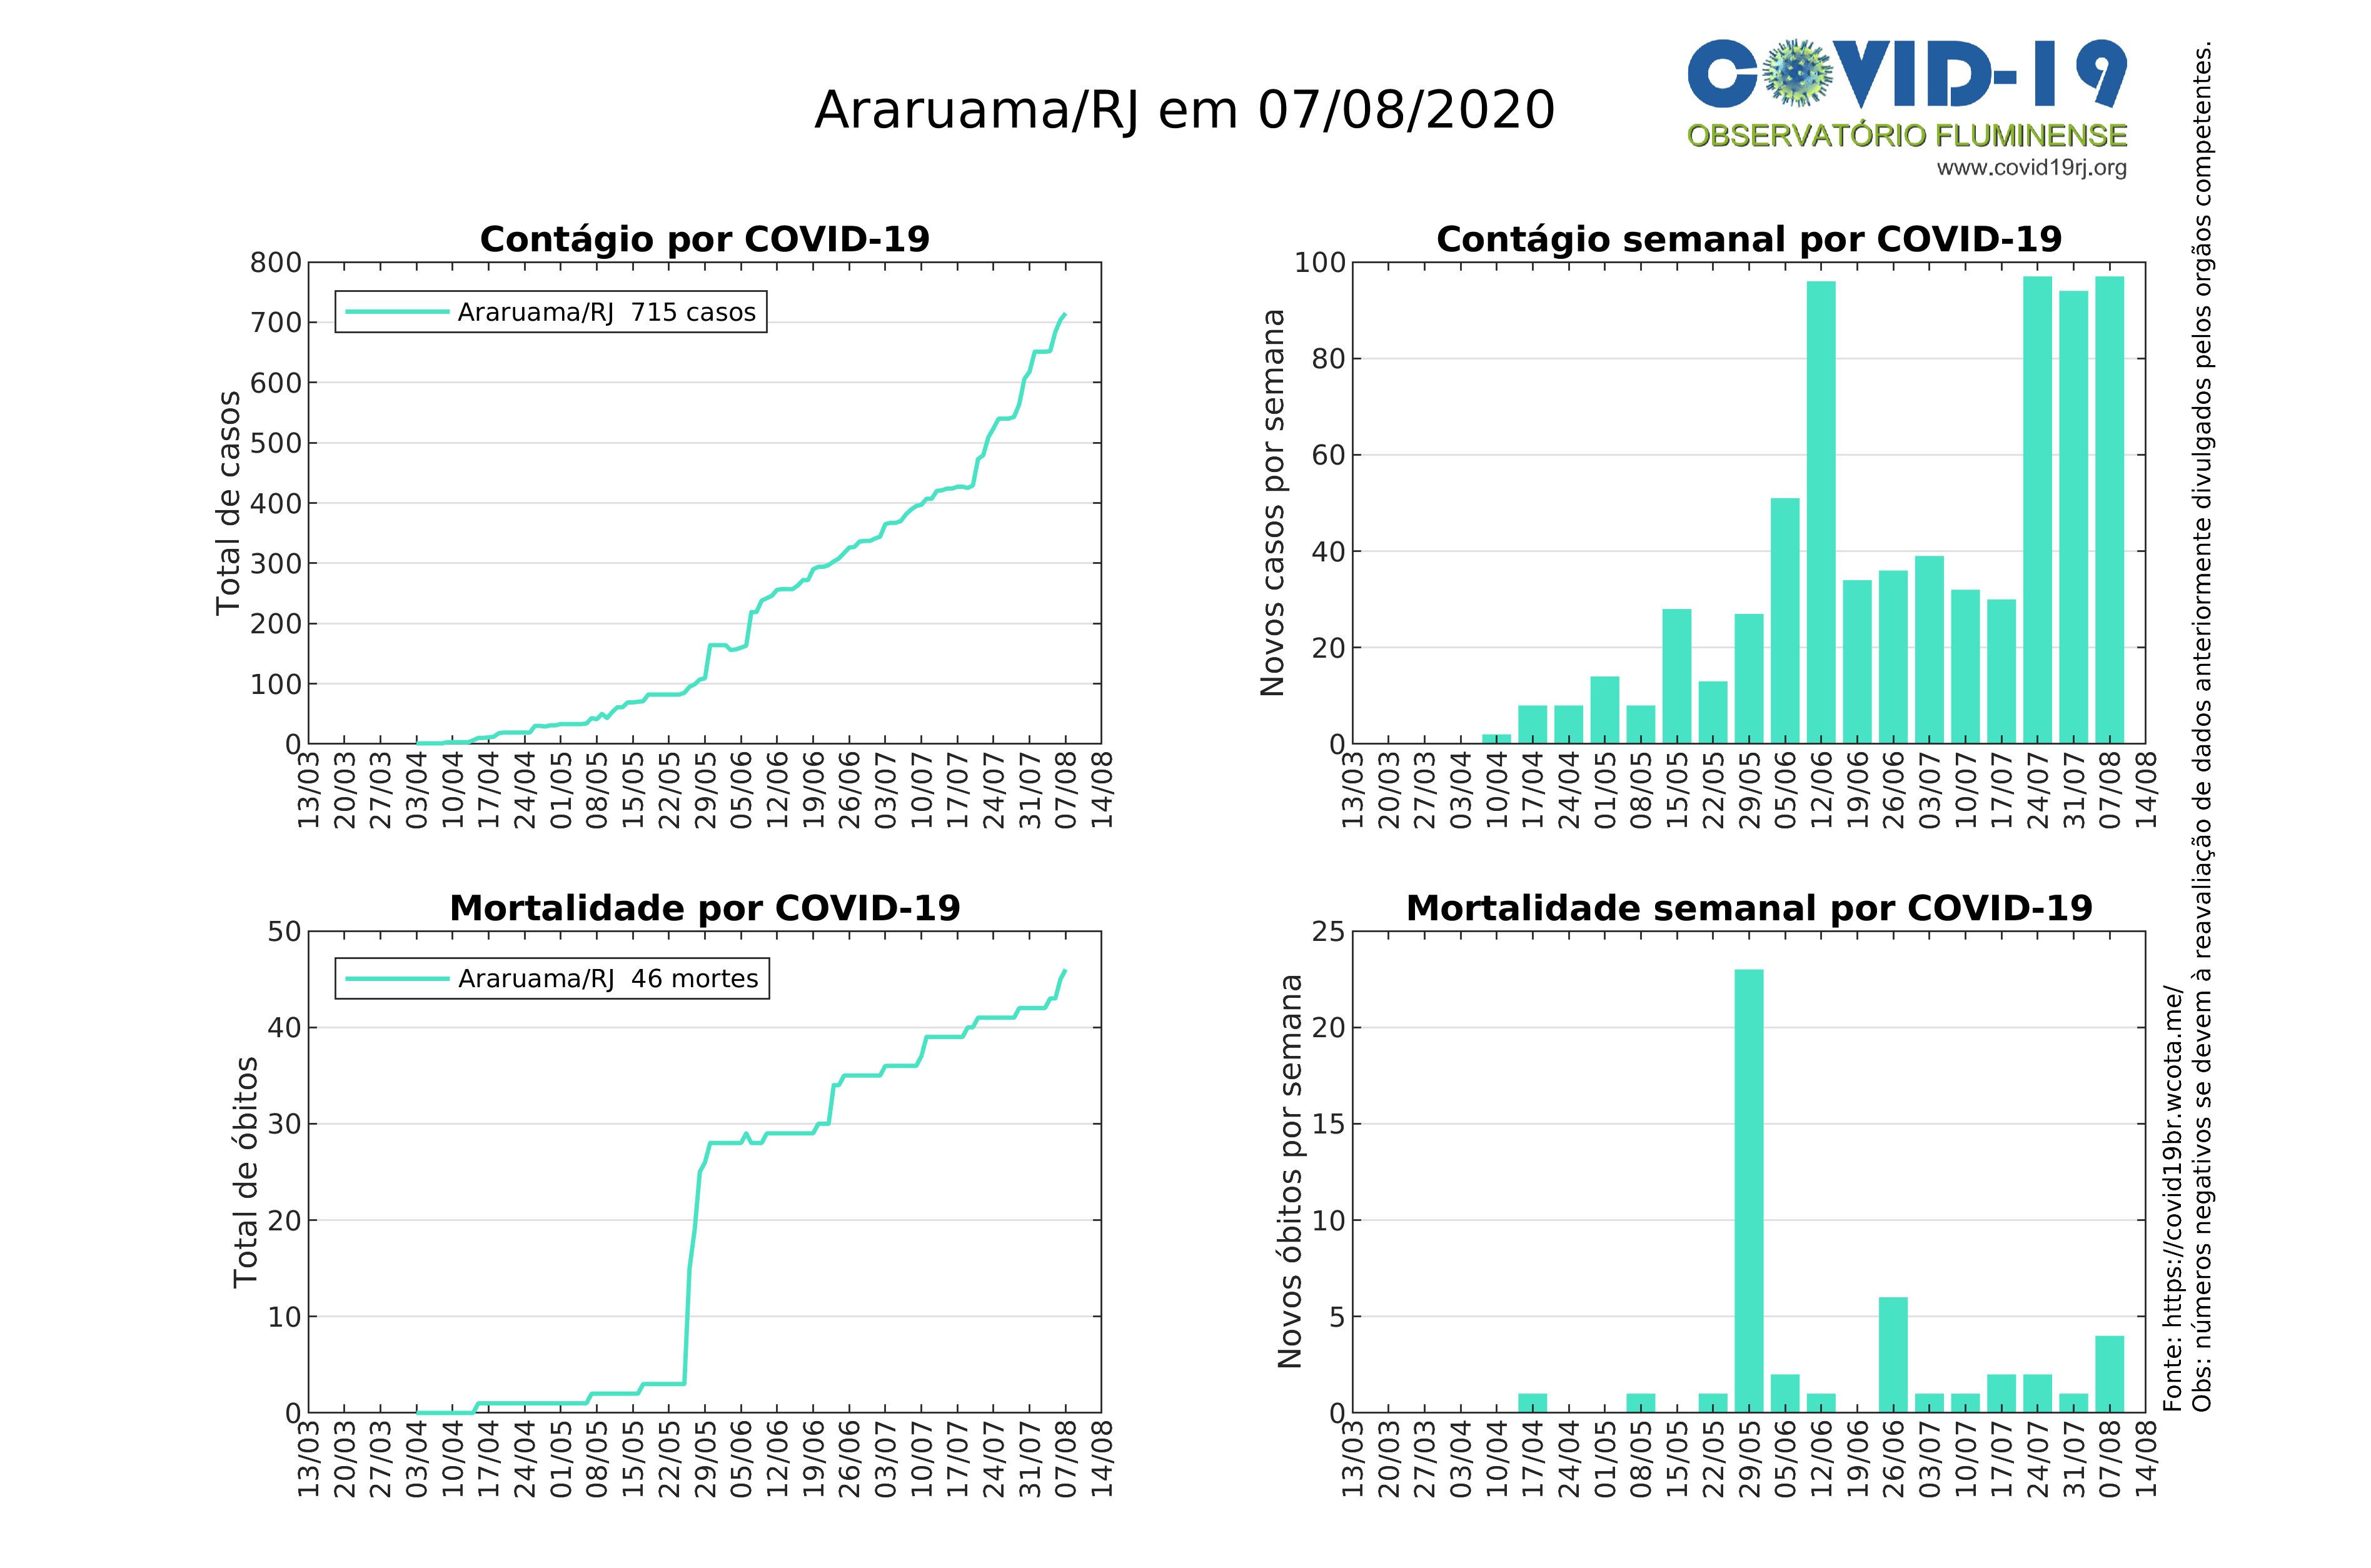 Araruama/RJ em 07/08/2020
COVID-19
OBSERVATÓRIO FLUMINENSE
www.covid19rj.org
Contágio por COVID-19
Total de casos
800
700
600
500
400
300
200
100
0
Araruama/RJ 715 casos
13/03 20/03 27/03 03/04 10/04 17/04 24/04 01/05 08/05 15/05 22/05 29/05 05/06 12/06 19/06 26/06 03/07 10/07 17/07 24/07 31/07 07/08 14/08
Contágio semanal por COVID-19
Novos casos por semana
100
80
60
40
20
0
13/03 20/03 27/03 03/04 10/04 17/04 24/04 01/05 08/05 15/05 22/05 29/05 05/06 12/06 19/06 26/06 03/07 10/07 17/07 24/07 31/07 07/08 14/08
Mortalidade por COVID-19
Total de óbitos
50
40
30
20
10
0
Araruama/RJ 46 mortes
13/03 20/03 27/03 03/04 10/04 17/04 24/04 01/05 08/05 15/05 22/05 29/05 05/06 12/06 19/06 26/06 03/07 10/07 17/07 24/07 31/07 07/08 14/08
Mortalidade semanal por COVID-19
Novos óbitos por semana
25
20
15
10
5
0
13/03 20/03 27/03 03/04 10/04 17/04 24/04 01/05 08/05 15/05 22/05 29/05 05/06 12/06 19/06 26/06 03/07 10/07 17/07 24/07 31/07 07/08 14/08
Fonte: https://covid19br.wcota.me/
Obs: números negativos se devem à reavaliação de dados anteriormente divulgados pelos orgãos competentes.